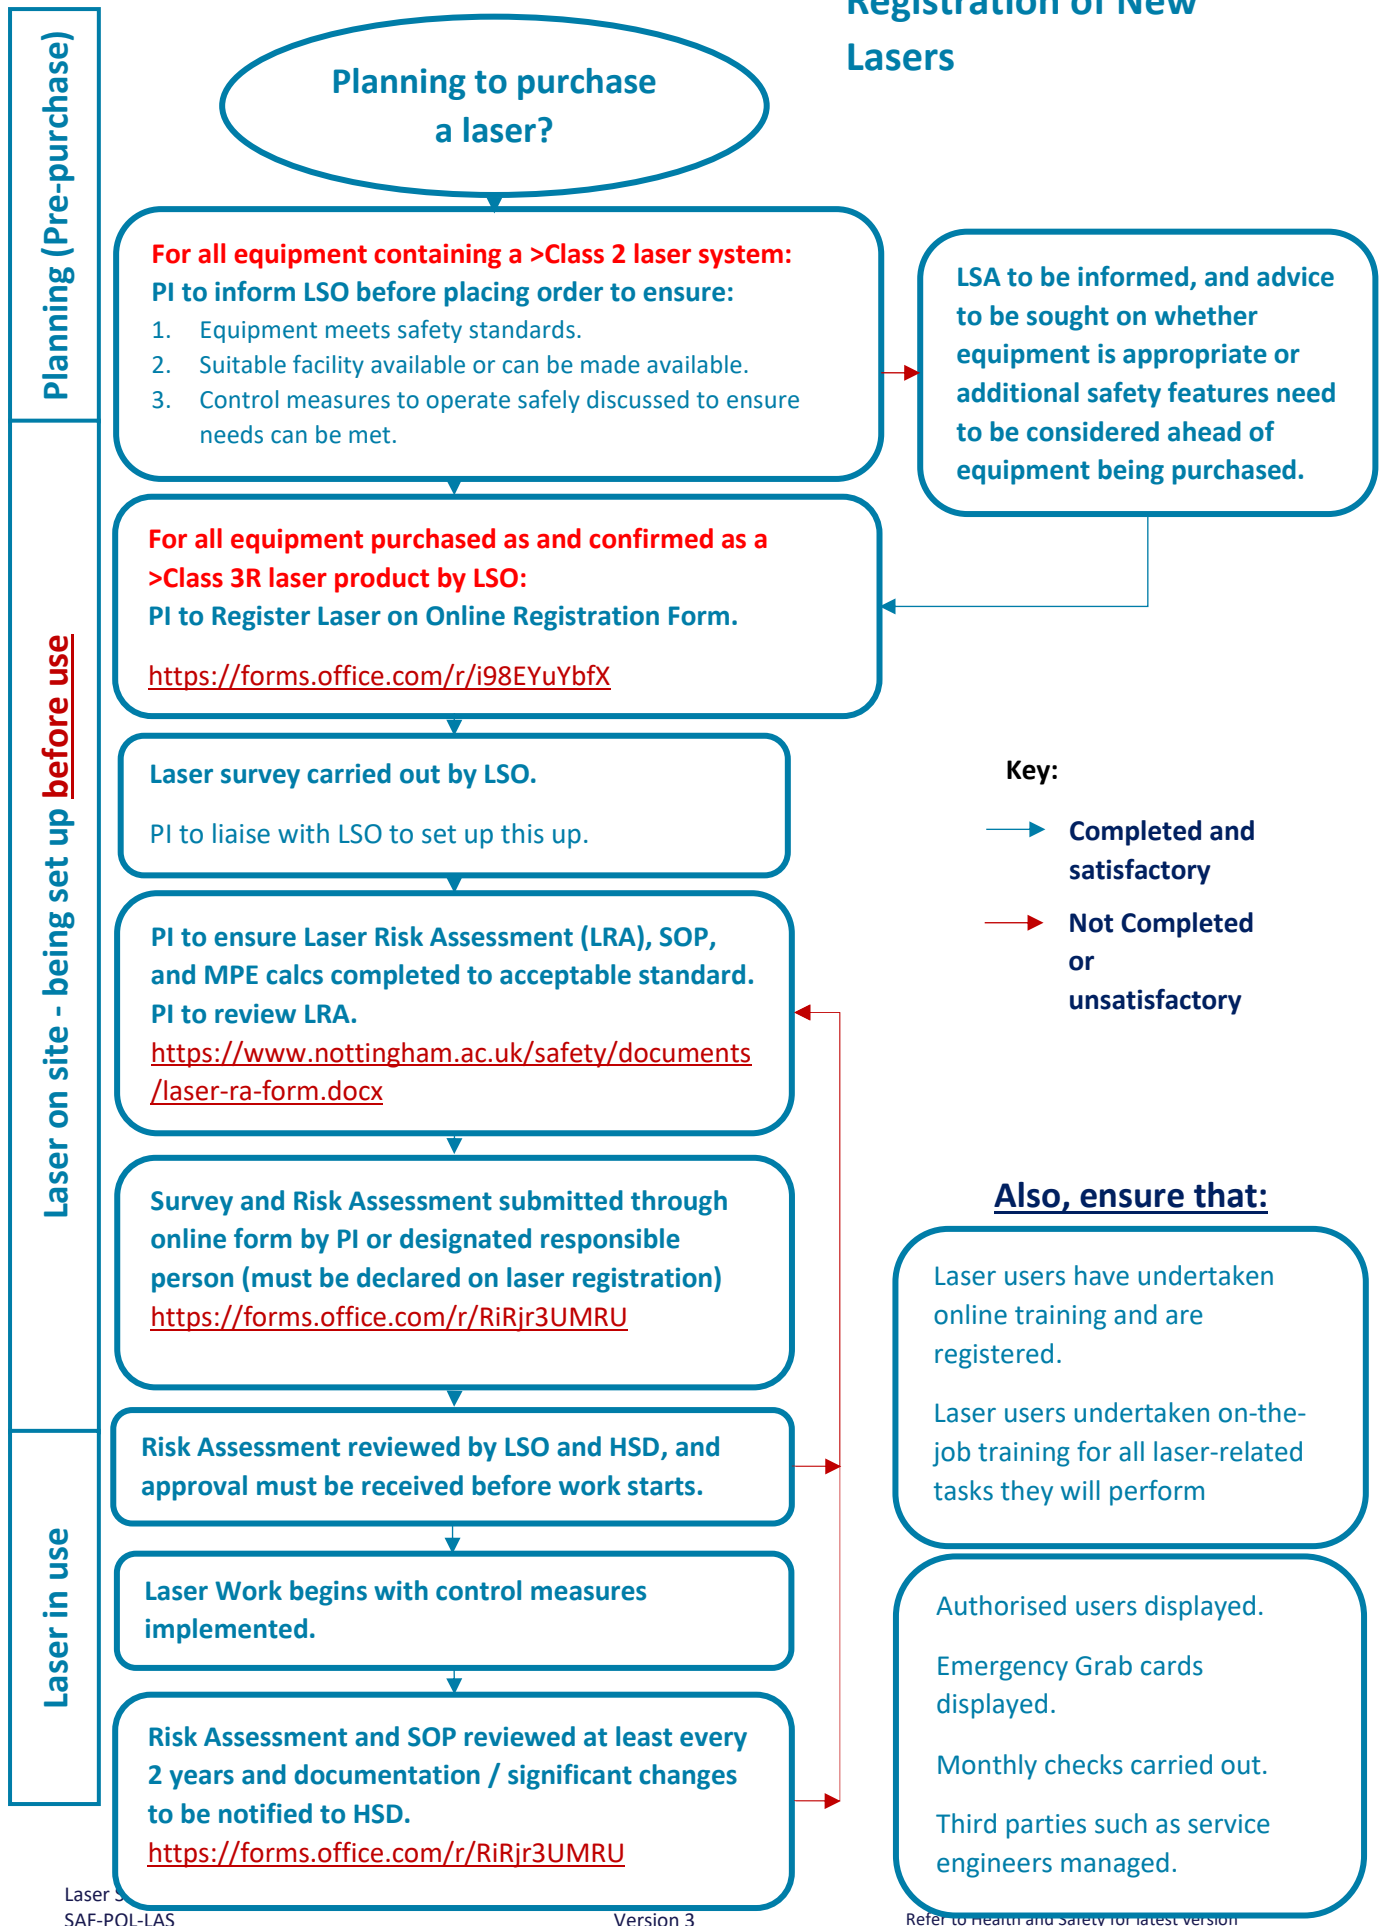 Registration of New
Lasers
Planning (Pre-purchase)
Planning to purchase
a laser?
For all equipment containing a >Class 2 laser system:
PI to inform LSO before placing order to ensure:
1. Equipment meets safety standards.
2. Suitable facility available or can be made available.
3. Control measures to operate safely discussed to ensure
needs can be met.
LSA to be informed, and advice
to be sought on whether
equipment is appropriate or
additional safety features need
to be considered ahead of
equipment being purchased.
Laser on site - being set up before use
For all equipment purchased as and confirmed as a
>Class 3R laser product by LSO:
PI to Register Laser on Online Registration Form.
https://forms.office.com/r/i98EYuYbfX
Laser survey carried out by LSO.
PI to liaise with LSO to set up this up.
Key:
Completed and
satisfactory
Not Completed
or
unsatisfactory
PI to ensure Laser Risk Assessment (LRA), SOP,
and MPE calcs completed to acceptable standard.
PI to review LRA.
https://www.nottingham.ac.uk/safety/documents
/laser-ra-form.docx
Survey and Risk Assessment submitted through
online form by PI or designated responsible
person (must be declared on laser registration)
https://forms.office.com/r/RiRjr3UMRU
Laser in use
Risk Assessment reviewed by LSO and HSD, and
approval must be received before work starts.
Laser Work begins with control measures
implemented.
Risk Assessment and SOP reviewed at least every
2 years and documentation / significant changes
to be notified to HSD.
https://forms.office.com/r/RiRjr3UMRU
Also, ensure that:
Laser users have undertaken
online training and are
registered.
Laser users undertaken on-the-
job training for all laser-related
tasks they will perform
Authorised users displayed.
Emergency Grab cards
displayed.
Monthly checks carried out.
Third parties such as service
engineers managed.
Laser
SAF-POL-LAS
Version 3
Refer to Health and Safety for latest version